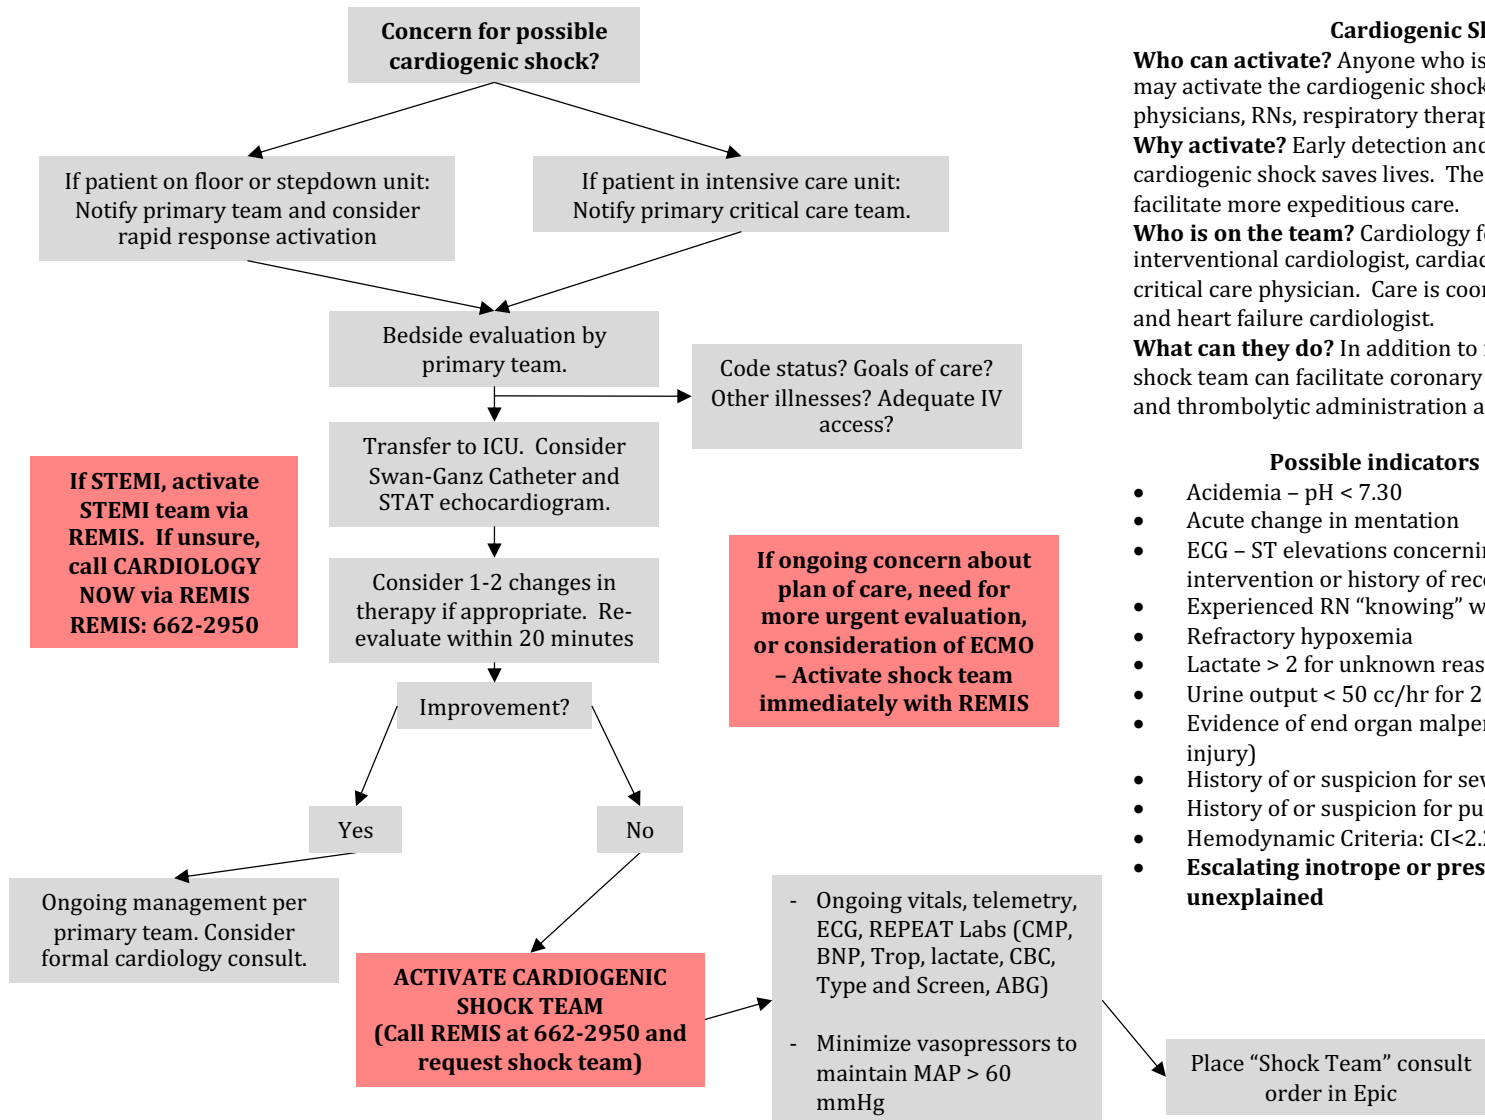 Concern for possible
cardiogenic shock?
If patient on floor or stepdown unit:
Notify primary team and consider
rapid response activation
If patient in intensive care unit:
Notify primary critical care team.
Bedside evaluation by
primary team.
Code status? Goals of care?
Other illnesses? Adequate IV
access?
Transfer to ICU. Consider
Swan-Ganz Catheter and
STAT echocardiogram.
If STEMI, activate
STEMI team via
REMIS. If unsure,
call CARDIOLOGY
NOW via REMIS
REMIS: 662-2950
Consider 1-2 changes in
therapy if appropriate. Re-
evaluate within 20 minutes
If ongoing concern about
plan of care, need for
more urgent evaluation,
or consideration of ECMO
– Activate shock team
immediately with REMIS
Improvement?
Yes
No
Ongoing management per
primary team. Consider
formal cardiology consult.
ACTIVATE CARDIOGENIC
SHOCK TEAM
(Call REMIS at 662-2950 and
request shock team)
- Ongoing vitals, telemetry,
ECG, REPEAT Labs (CMP,
BNP, Trop, lactate, CBC,
Type and Screen, ABG)
- Minimize vasopressors to
maintain MAP > 60
mmHg
Place “Shock Team” consult
order in Epic
Cardiogenic
Who can activate? Anyone who is
may activate the cardiogenic shock
physicians, RNs, respiratory
Why activate? Early detection and
cardiogenic shock saves lives. The
facilitate more expeditious care.
Who is on the team? Cardiology
interventional cardiologist, cardiac
critical care physician. Care is
and heart failure cardiologist.
What can they do? In addition to
shock team can facilitate coronary
and thrombolytic administration
Possible indicators
• Acidemia – pH < 7.30
• Acute change in mentation
• ECG – ST elevations
intervention or history of
• Experienced RN “knowing”
• Refractory hypoxemia
• Lactate > 2 for unknown
• Urine output < 50 cc/hr for 2
• Evidence of end organ
injury)
• History of or suspicion for
• History of or suspicion for
• Hemodynamic Criteria: CI<2.
• Escalating inotrope or
unexplained